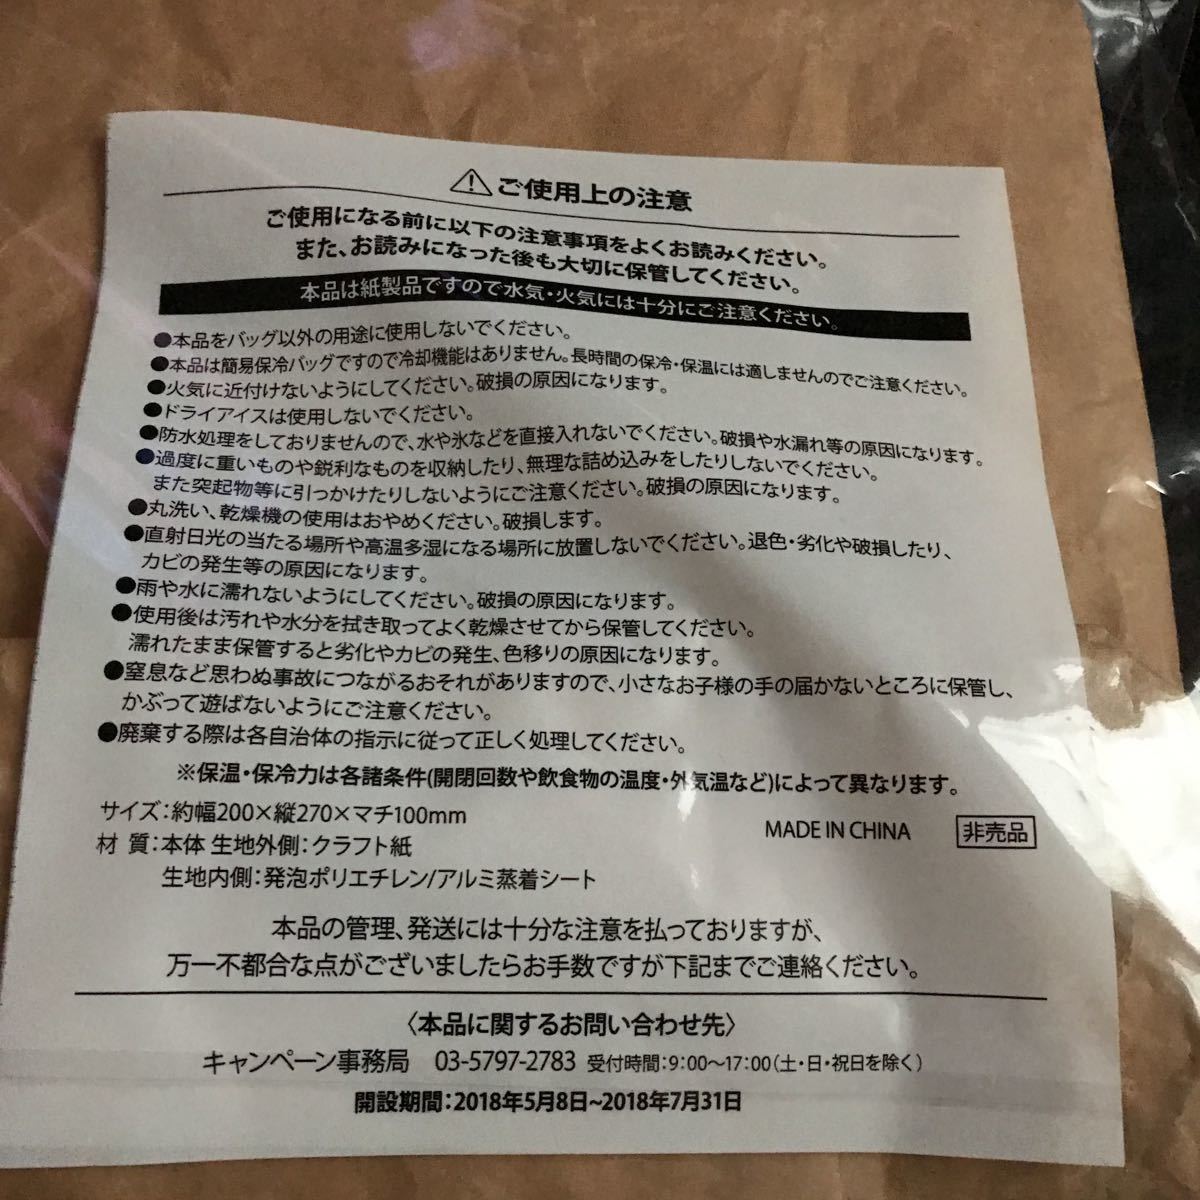 ⚠ご使用上の注意
ご使用になる前に以下の注意事項をよくお読みください。
また、お読みになった後も大切に保管してください。
本品は紙製品ですので水気・火気には十分にご注意ください。
●本品をバッグ以外の用途に使用しないでください。
●本品は簡易保冷バッグですので冷却機能はありません。長時間の保冷・保温には適しませんのでご注意ください。
●火気に近付けないようにしてください。破損の原因になります。
●ドライアイスは使用しないでください。
●防水処理をしておりませんので、水や氷などを直接入れないでください。破損や水漏れ等の原因になります。
●過度に重いものや鋭利なものを収納したり、無理な詰め込みをしたりしないでください。
また突起物等に引っかけたりしないようにご注意ください。破損の原因になります。
●丸洗い、乾燥機の使用はおやめください。破損します。
●直射日光の当たる場所や高温多湿になる場所に放置しないでください。退色・劣化や破損したり、
カビの発生等の原因になります。
●雨や水に濡れないようにしてください。破損の原因になります。
●使用後は汚れや水分を拭き取ってよく乾燥させてから保管してください。
濡れたまま保管すると劣化やカビの発生、色移りの原因になります。
●窒息など思わぬ事故につながるおそれがありますので、小さなお子様の手の届かないところに保管し、
かぶって遊ばないようにご注意ください。
●廃棄する際は各自治体の指示に従って正しく処理してください。
※保温・保冷力は各諸条件(開閉回数や飲食物の温度・外気温など)によって異なります。
サイズ:約幅200×縦270×マチ100mm
MADE IN CHINA 非売品
材 質:本体 生地外側:クラフト紙
生地内側:発泡ポリエチレン/アルミ蒸着シート
本品の管理、発送には十分な注意を払っておりますが、
万一不都合な点がございましたらお手数ですが下記までご連絡ください。
〈本品に関するお問い合わせ先〉
キャンペーン事務局 03-5797-2783 受付時間:9:00～17:00(土・日・祝日を除く)
開設期間:2018年5月8日~2018年7月31日